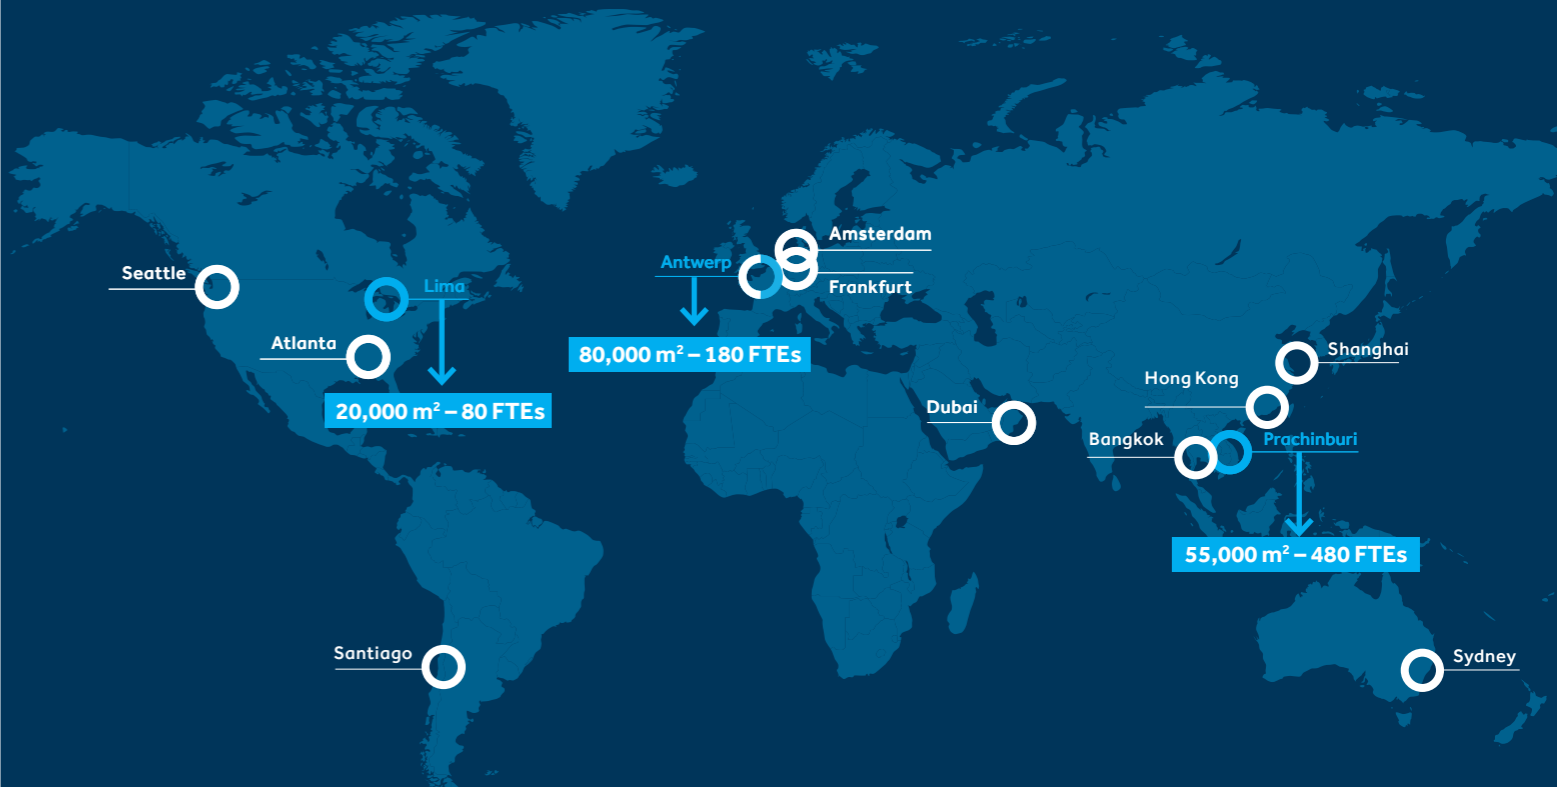 Amsterdam
Antwerp
Seattle
Lima
Frankfurt
Atlanta
Shanghai
80,000 m² – 180 FTEs
Hong Kong
20,000 m² – 80 FTEs
Dubai
Bangkok
Prachinburi
55,000 m² – 480 FTEs
Santiago
Sydney